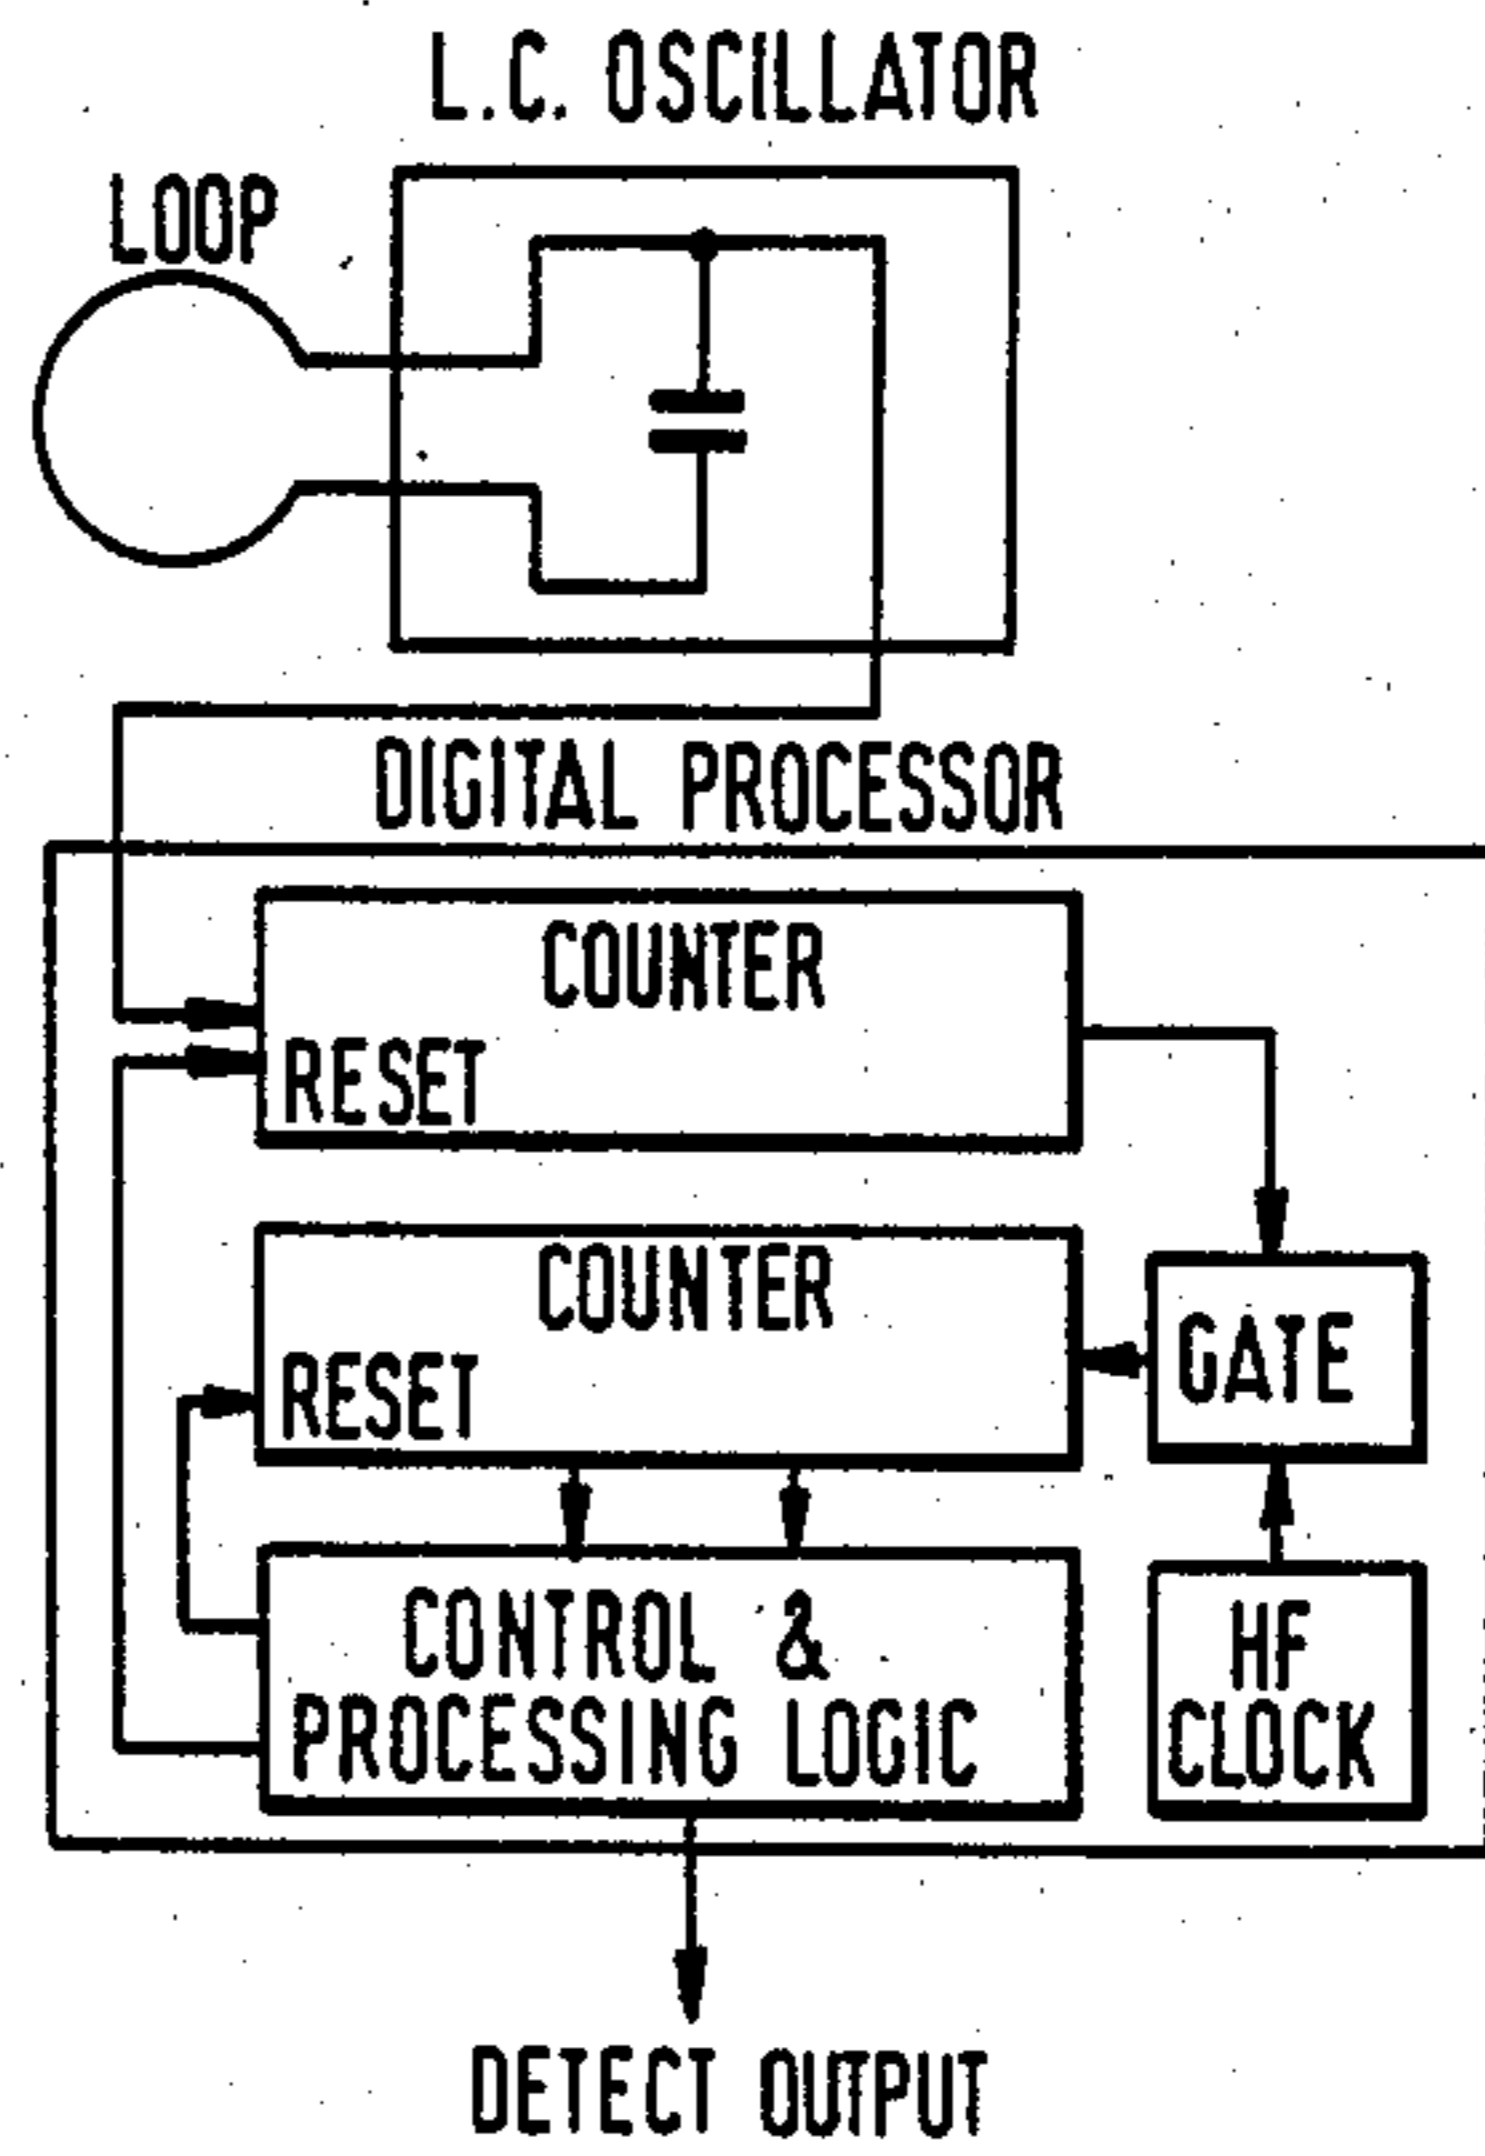 L.C. OSCILLATOR
LOOP
DIGITAL PROCESSOR
COUNTER
RESET
COUNTER
RESET
GATE
CONTROL &
PROCESSING LOGIC
HF
CLOCK
DETECT OUTPUT